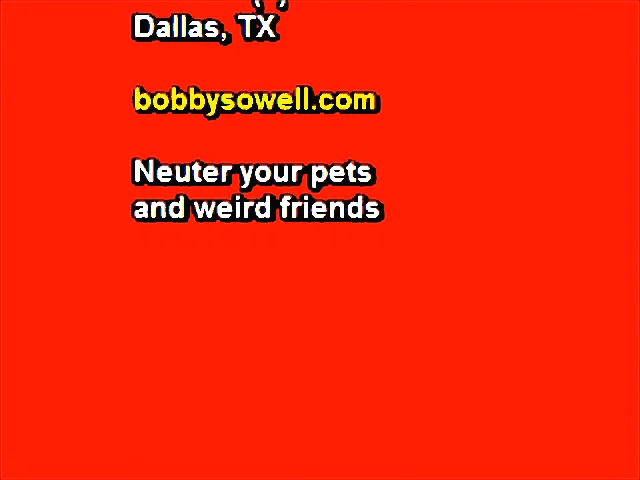 Dallas, TX
bobbysowell.com
Neuter your pets
and weird friends